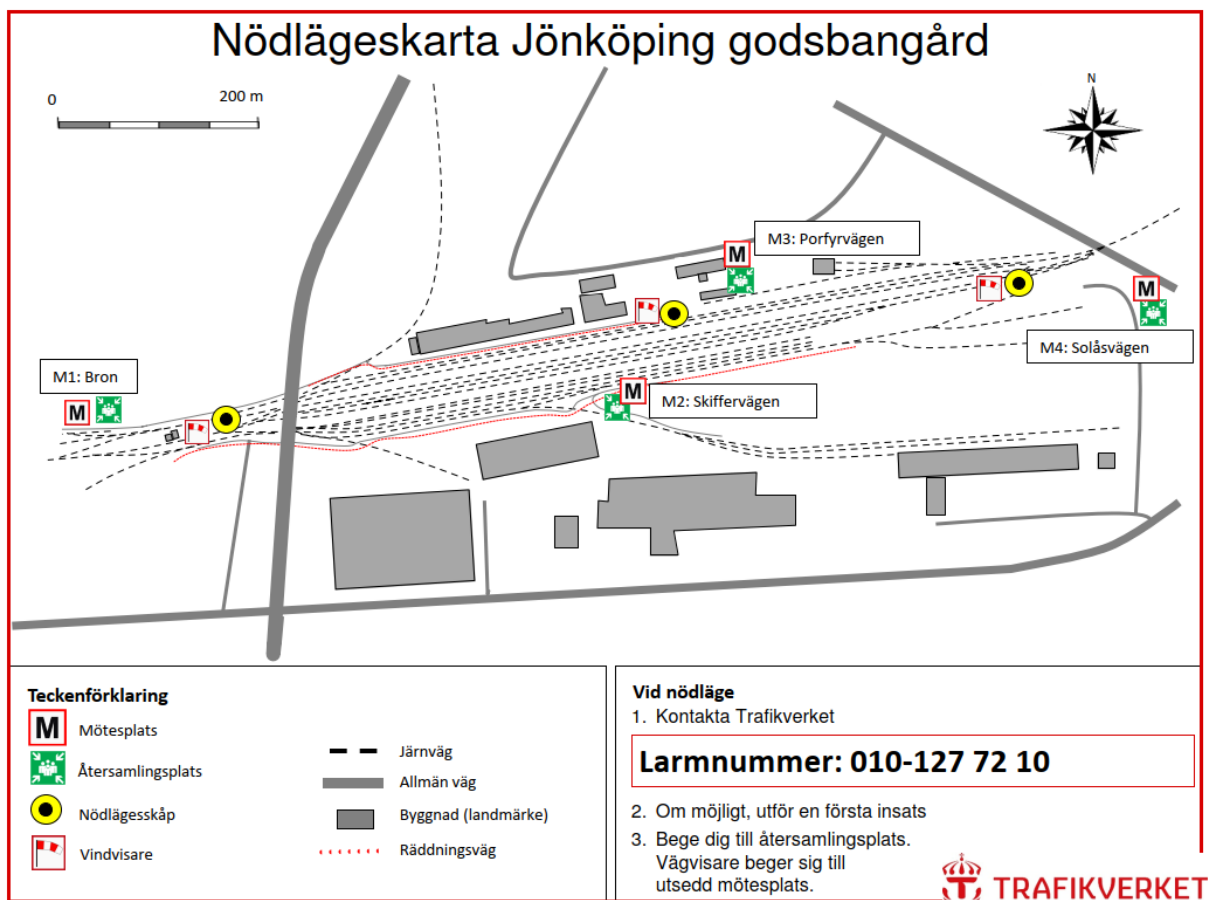 Nödlägeskarta Jönköping godsbangård
0
200 m
N
M3: Porfyrvägen
M
M
M4: Solåsvägen
M1: Bron
M
M
M2: Skiffervägen
Teckenförklaring
M
Mötesplats
Återsamlingsplats
Nödlägesskåp
Vindvisare
Järnväg
Allmän väg
Byggnad (landmärke)
Räddningsväg
Vid nödläge
1. Kontakta Trafikverket
Larmnummer: 010-127 72 10
2. Om möjligt, utför en första insats
3. Bege dig till återsamlingsplats.
Vägvisare beger sig till
utsedd mötesplats.
TRAFIKVERKET